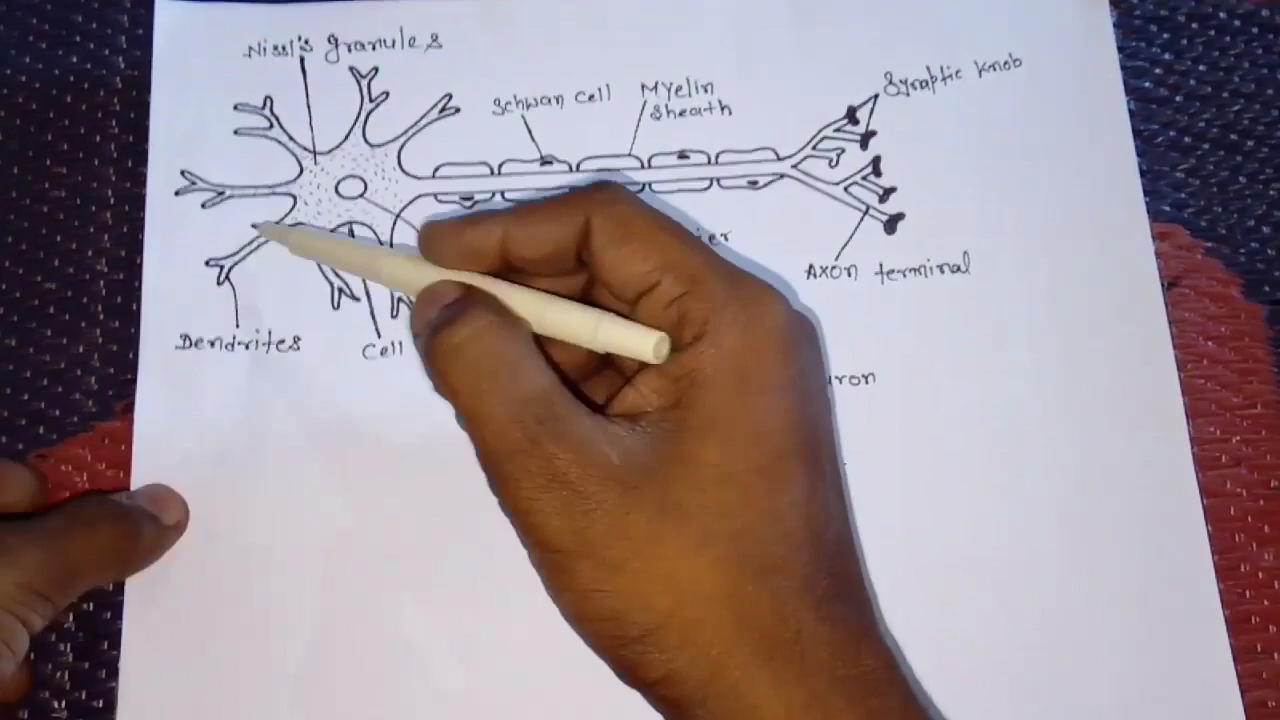 Nissl's granules
Schwan cell
Myelin
Sheath
Synaptic knob
Axon terminal
Dendrites
Cell